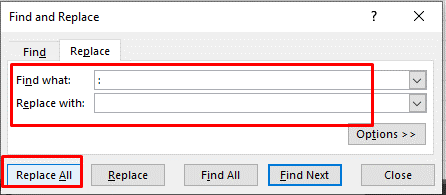 Find and Replace ? ×
Find Replace
Find what: :
Replace with:
Options >>
Replace All Replace Find All Find Next Close